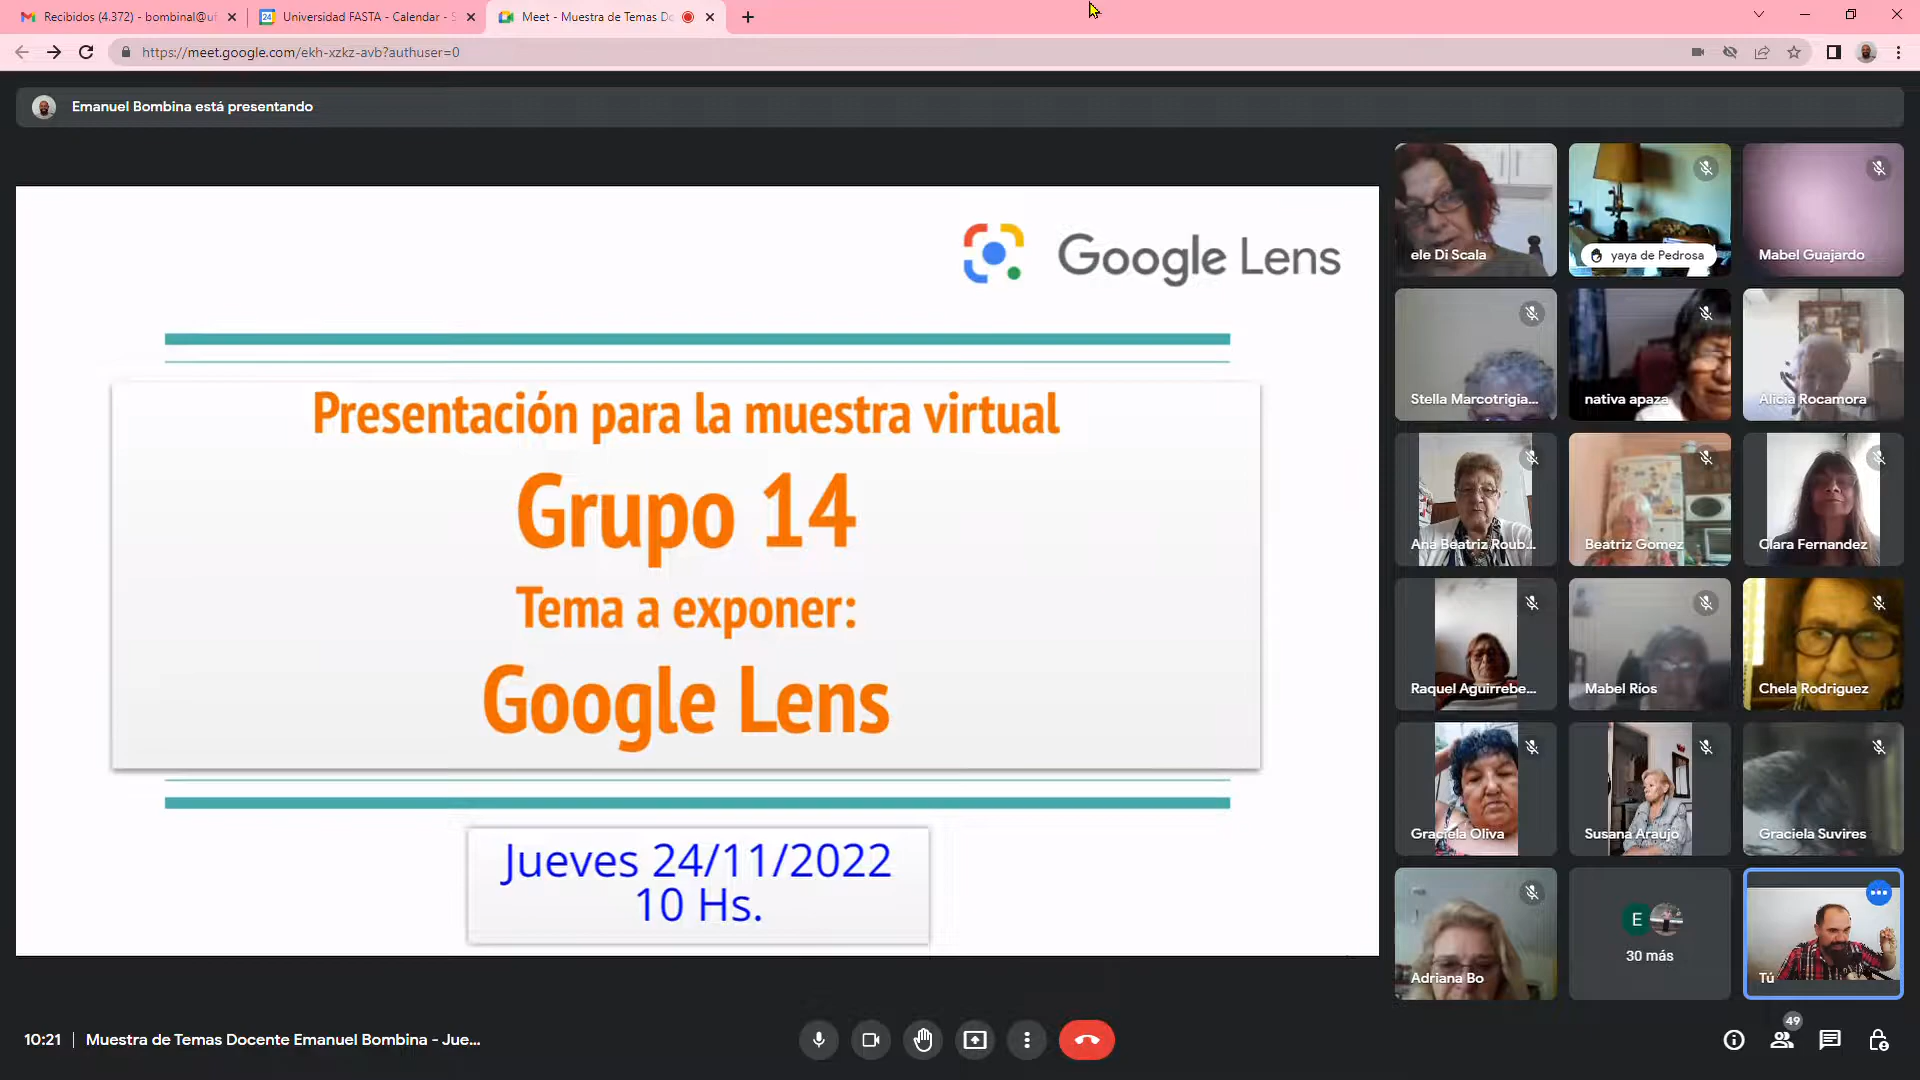 Recibidos (4.372) - bombinal@uf
24
Universidad FASTA - Calendar - S
Meet - Muestra de Temas Do
https://meet.google.com/ekh-xzkz-avb?authuser=0
Emanuel Bombina está presentando
Google Lens
Presentación para la muestra virtual
Grupo 14
Tema a exponer:
Google Lens
Jueves 24/11/2022
10 Hs.
ele Di Scala
yaya de Pedrosa
Mabel Guajardo
Stella Marcotrigia...
nativa apaza
Alicia Rocamora
Ana Beatriz Roub...
Beatriz Gomez
Clara Fernandez
Raquel Aguirrebe...
Mabel Ríos
Chela Rodriguez
Graciela Oliva
Susana Araujo
Graciela Suvires
Adriana Bo
E
30 más
Tú
10:21
Muestra de Temas Docente Emanuel Bombina - Jue...
49